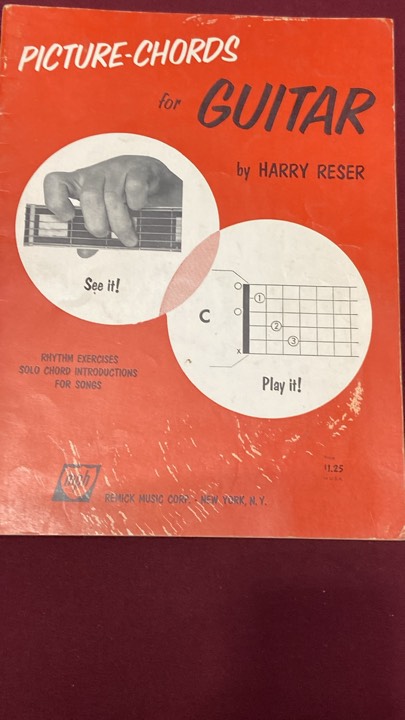 PICTURE-CHORDS
for GUITAR
by HARRY RESER
See it!
C
1
2
3
x
Play it!
RHYTHM EXERCISES
SOLO CHORD INTRODUCTIONS
FOR SONGS
$1.25
mph
REMICK MUSIC CORP. - NEW YORK, N. Y.